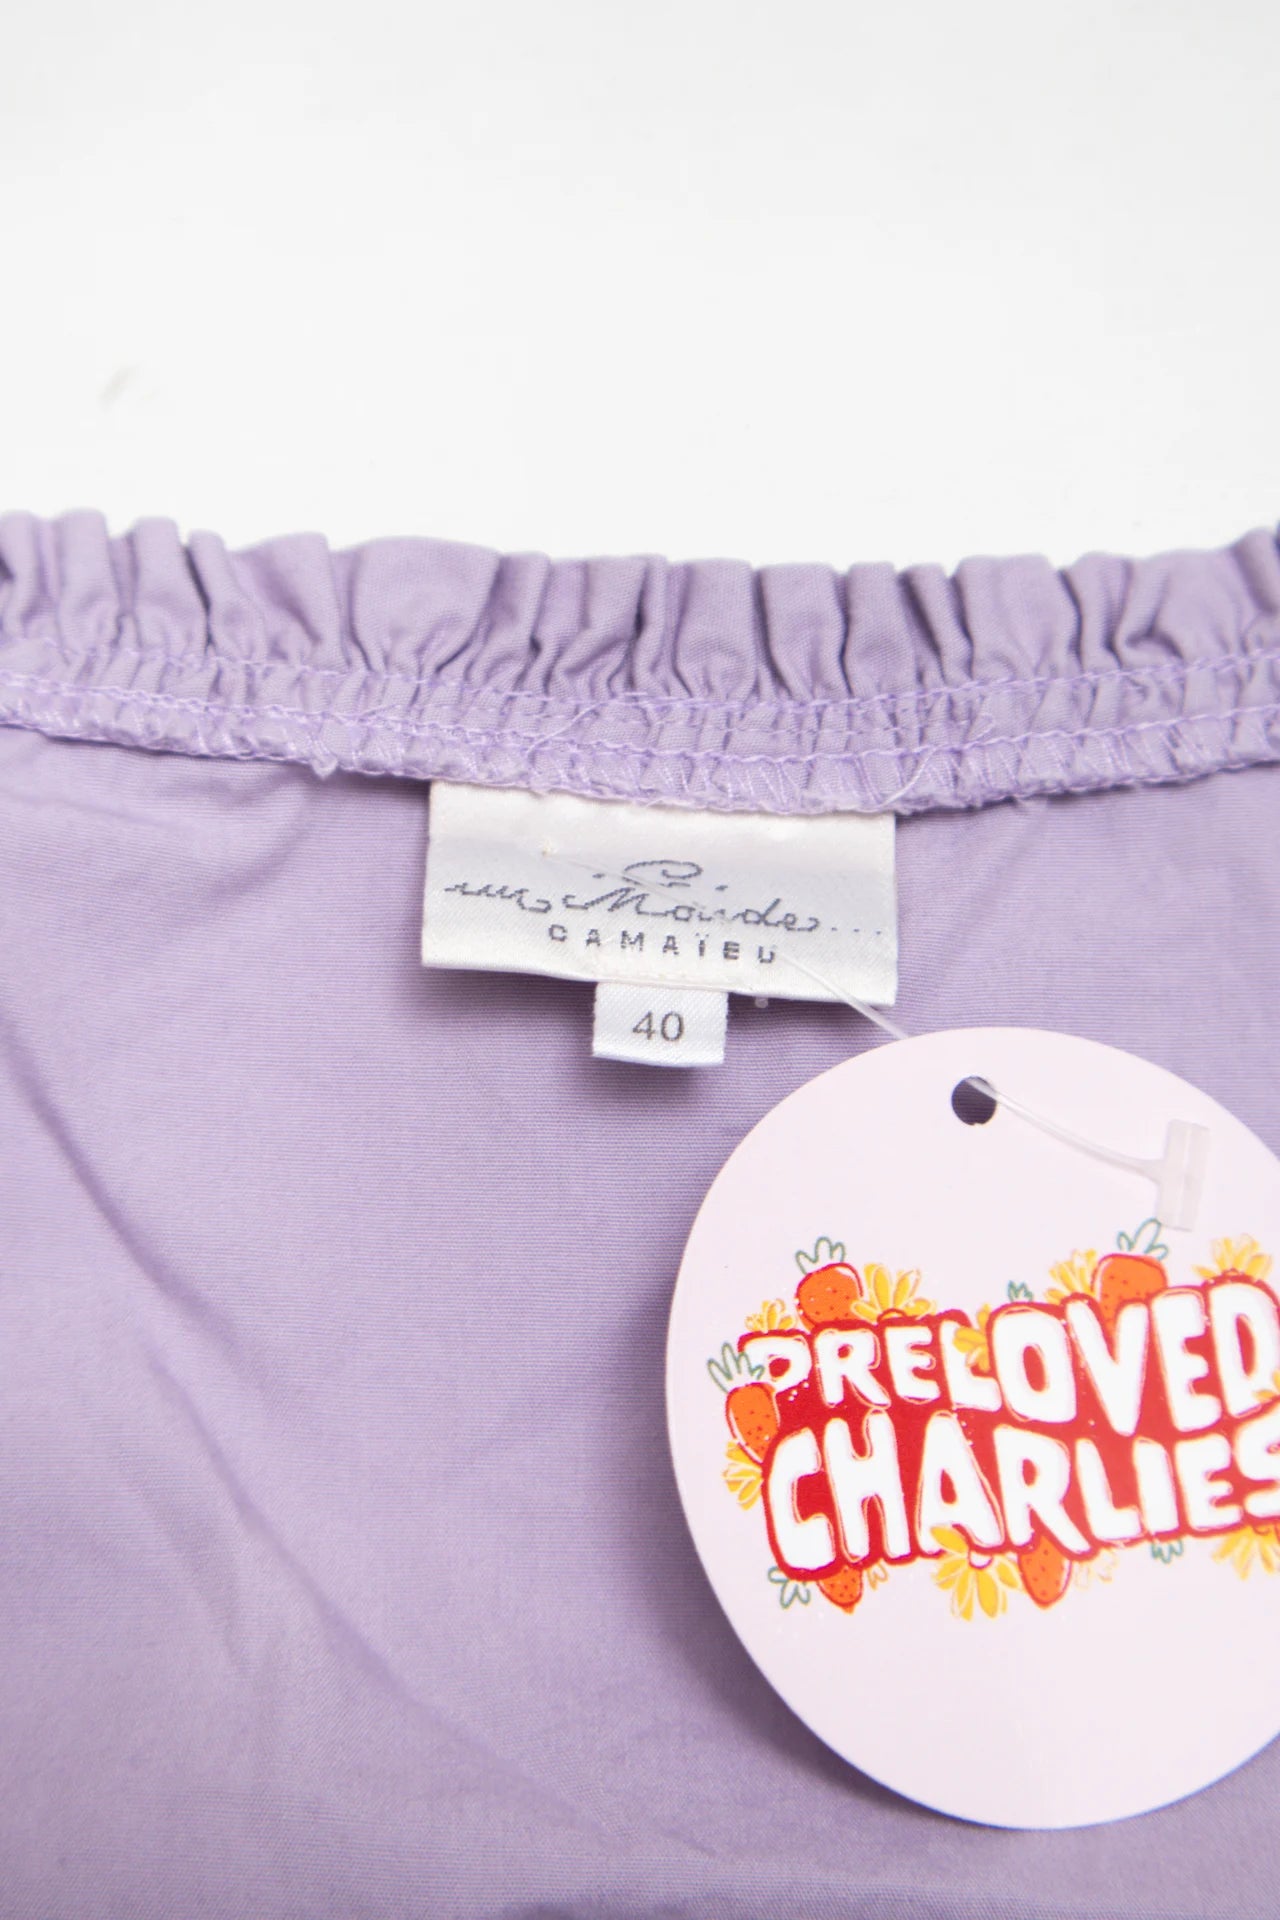 un Monde...
CAMAÏEU
40
PRELOVED
CHARLIES